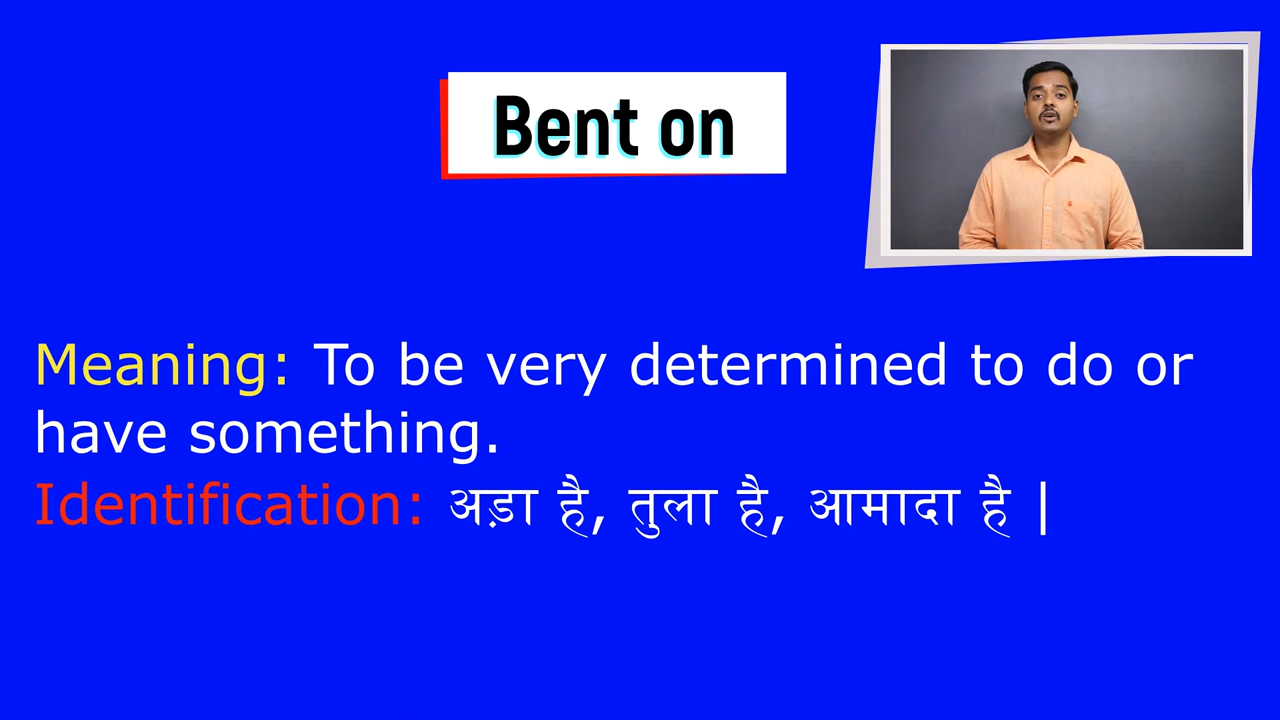 Bent on
Meaning: To be very determined to do or
have something.
Identification: अड़ा है, तुला है, आमादा है |